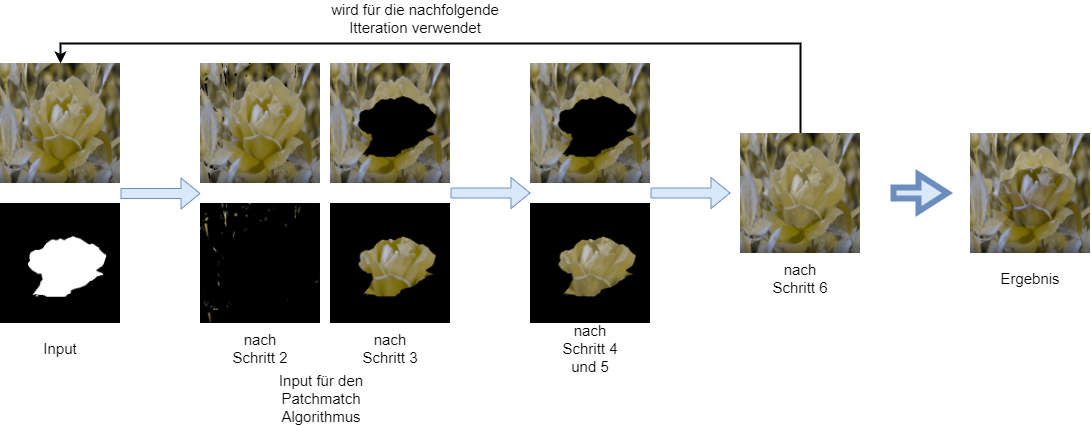 wird für die nachfolgende
Itteration verwendet
Input
nach
Schritt 2
nach
Schritt 3
Input für den
Patchmatch
Algorithmus
nach
Schritt 4
und 5
nach
Schritt 6
Ergebnis